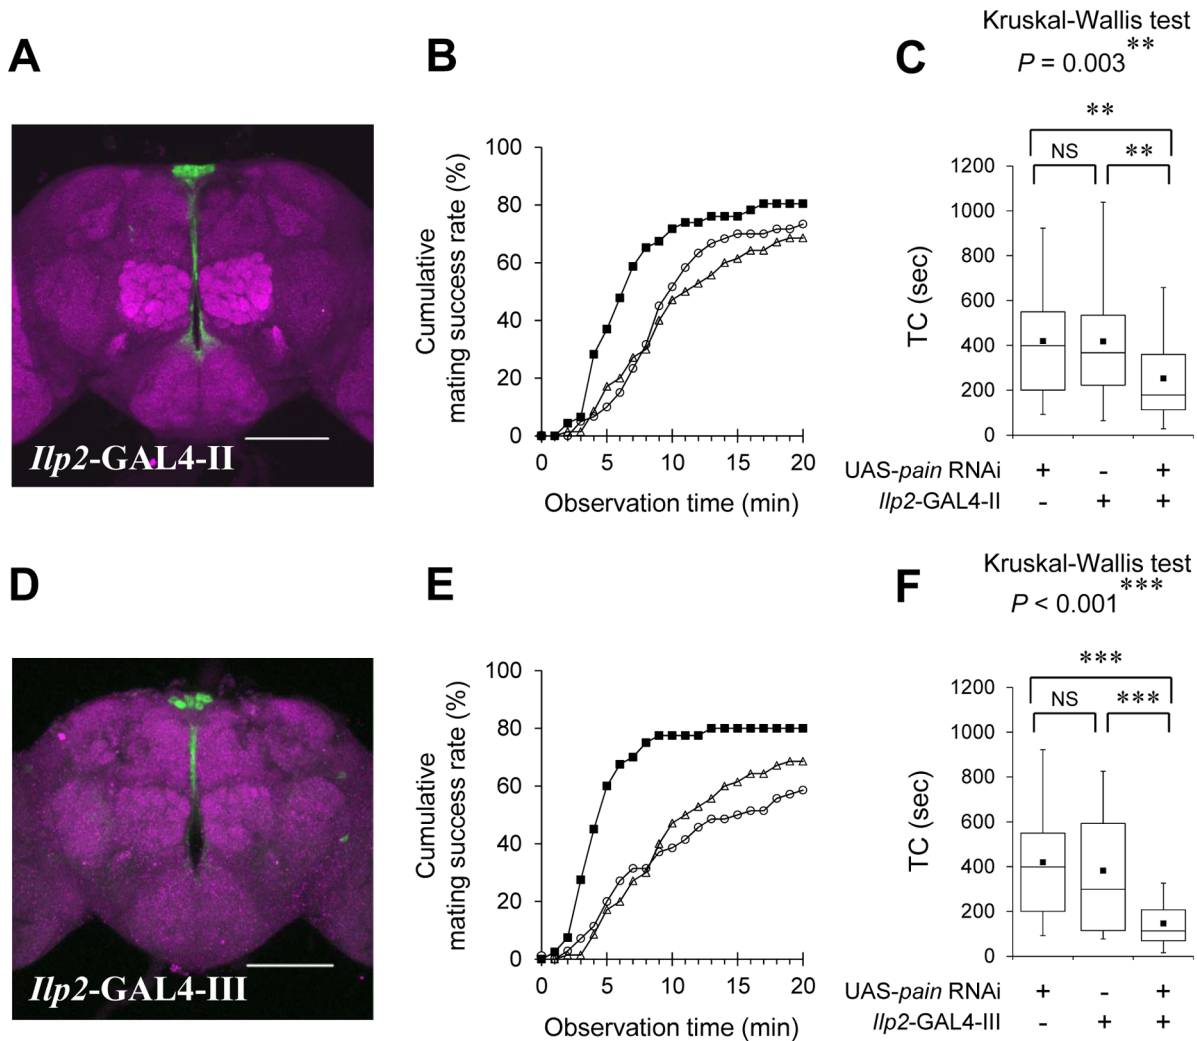 A
B
C
Kruskal-Wallis test
P = 0.003**
**
NS
**
Ilp2-GAL4-II
Cumulative
mating success rate (%)
100
80
60
40
20
0
0 5 10 15 20
Observation time (min)
TC (sec)
1200
1000
800
600
400
200
0
UAS-pain RNAi + - +
Ilp2-GAL4-II - + +
D
E
F
Kruskal-Wallis test
P < 0.001***
***
NS
***
Ilp2-GAL4-III
Cumulative
mating success rate (%)
100
80
60
40
20
0
0 5 10 15 20
Observation time (min)
TC (sec)
1200
1000
800
600
400
200
0
UAS-pain RNAi + - +
Ilp2-GAL4-III - + +